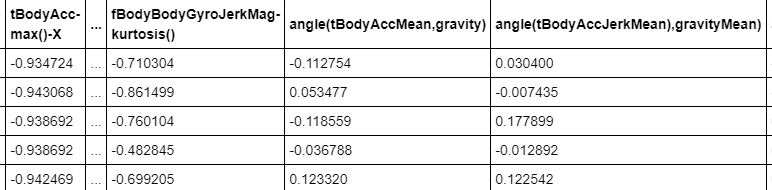 tBodyAcc-max()-X ... fBodyBodyGyroJerkMag-kurtosis() angle(tBodyAccMean,gravity) angle(tBodyAccJerkMean),gravityMean)
-0.934724 ... -0.710304 -0.112754 0.030400
-0.943068 ... -0.861499 0.053477 -0.007435
-0.938692 ... -0.760104 -0.118559 0.177899
-0.938692 ... -0.482845 -0.036788 -0.012892
-0.942469 ... -0.699205 0.123320 0.122542